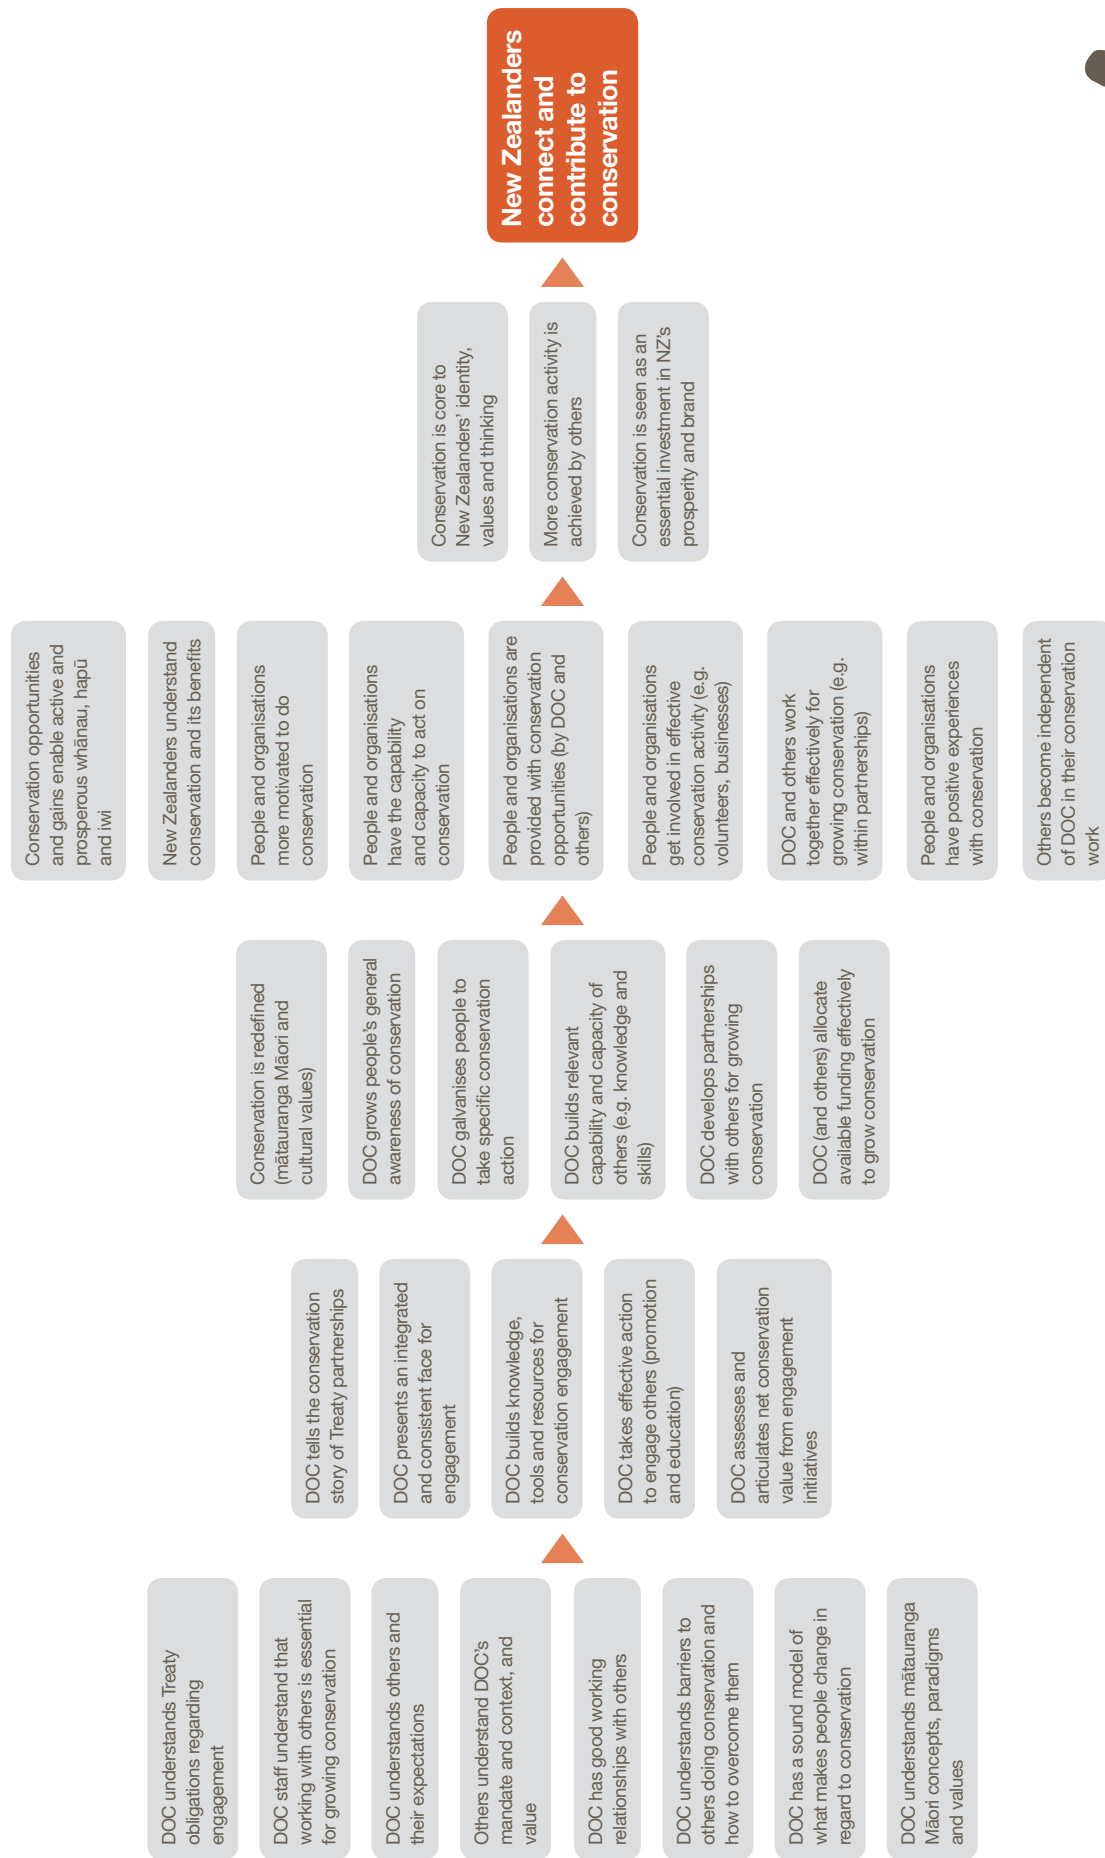 DOC understands Treaty
obligations regarding
engagement
DOC staff understand that
working with others is essential
for growing conservation
DOC understands others and
their expectations
Others understand DOC's
mandate and context, and
value
DOC has good working
relationships with others
DOC understands barriers to
others doing conservation and
how to overcome them
DOC has a sound model of
what makes people change in
regard to conservation
DOC understands mātauranga
Māori concepts, paradigms
and values
DOC tells the conservation
story of Treaty partnerships
DOC presents an integrated
and consistent face for
engagement
DOC builds knowledge,
tools and resources for
conservation engagement
DOC takes effective action
to engage others (promotion
and education)
DOC assesses and
articulates net conservation
value from engagement
initiatives
Conservation is redefined
(mātauranga Māori and
cultural values)
DOC grows people's general
awareness of conservation
DOC galvanises people to
take specific conservation
action
DOC builds relevant
capability and capacity of
others (e.g. knowledge and
skills)
DOC develops partnerships
with others for growing
conservation
DOC (and others) allocate
available funding effectively
to grow conservation
Conservation opportunities
and gains enable active and
prosperous whānau, hapū
and iwi
New Zealanders understand
conservation and its benefits
People and organisations
more motivated to do
conservation
People and organisations
have the capability
and capacity to act on
conservation
People and organisations are
provided with conservation
opportunities (by DOC and
others)
People and organisations
get involved in effective
conservation activity (e.g.
volunteers, businesses)
DOC and others work
together effectively for
growing conservation (e.g.
within partnerships)
People and organisations
have positive experiences
with conservation
Others become independent
of DOC in their conservation
work
Conservation is core to
New Zealanders' identity,
values and thinking
More conservation activity is
achieved by others
Conservation is seen as an
essential investment in NZ's
prosperity and brand
New Zealanders
connect and
contribute to
conservation